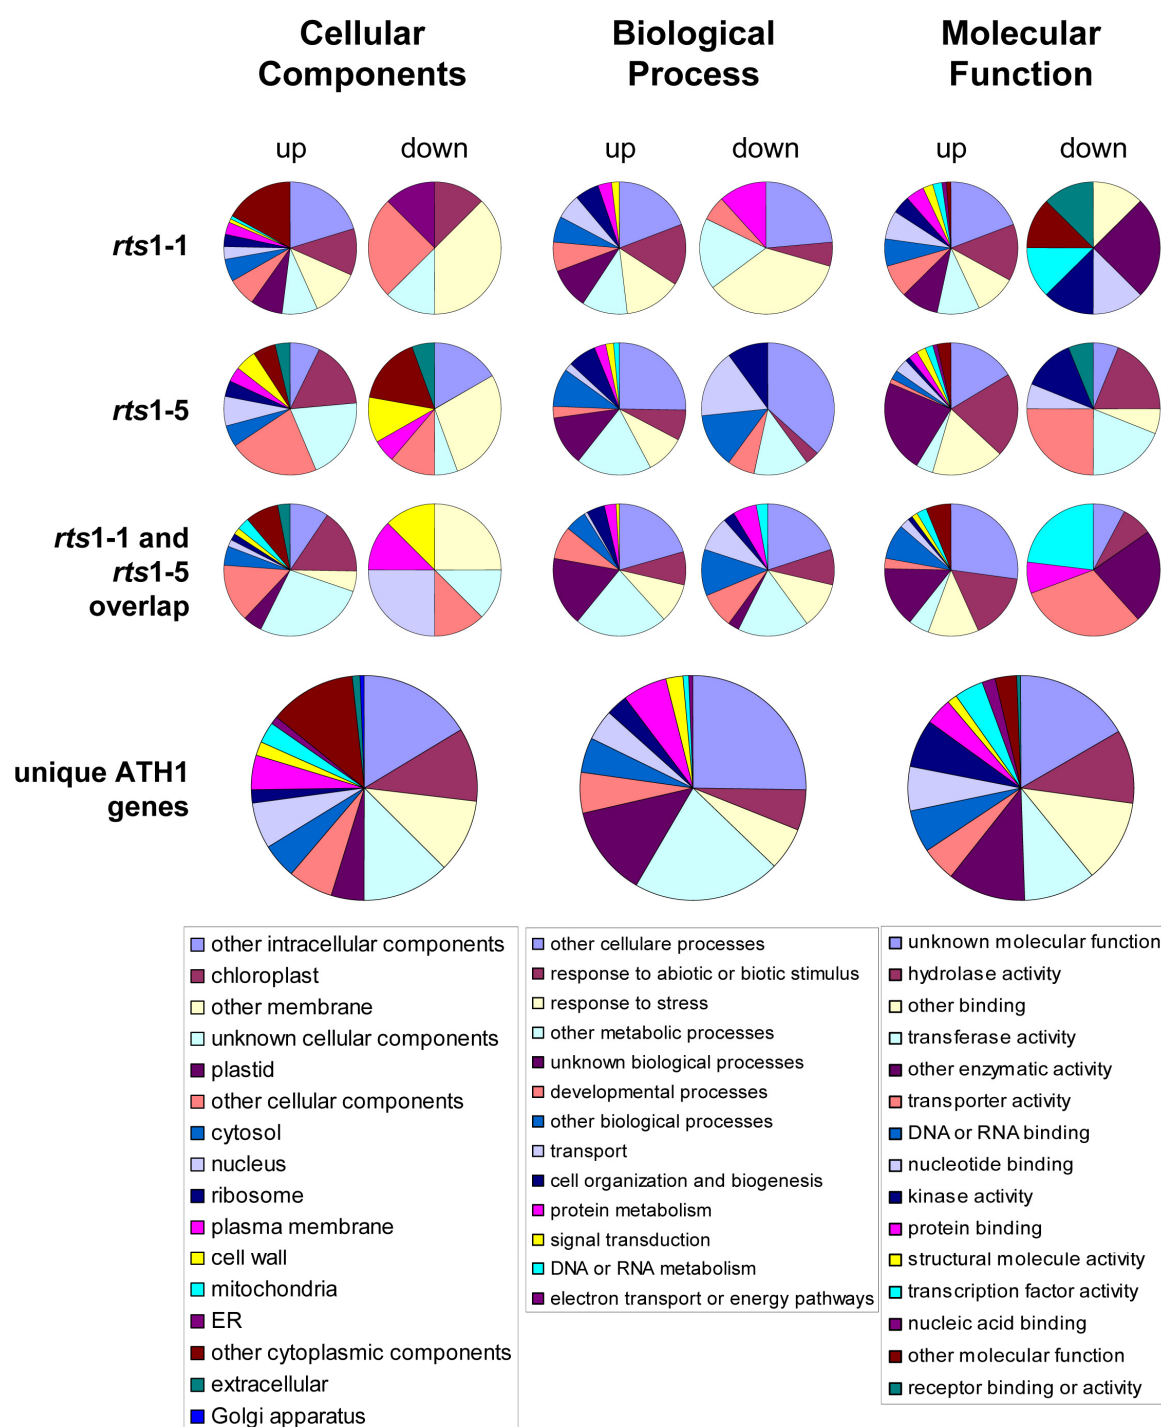 Cellular
Components
Biological
Process
Molecular
Function
up
down
up
down
up
down
rts1-1
rts1-5
rts1-1 and
rts1-5
overlap
unique ATH1
genes
other intracellular components
chloroplast
other membrane
unknown cellular components
plastid
other cellular components
cytosol
nucleus
ribosome
plasma membrane
cell wall
mitochondria
ER
other cytoplasmic components
extracellular
Golgi apparatus
other cellulare processes
response to abiotic or biotic stimulus
response to stress
other metabolic processes
unknown biological processes
developmental processes
other biological processes
transport
cell organization and biogenesis
protein metabolism
signal transduction
DNA or RNA metabolism
electron transport or energy pathways
unknown molecular function
hydrolase activity
other binding
transferase activity
other enzymatic activity
transporter activity
DNA or RNA binding
nucleotide binding
kinase activity
protein binding
structural molecule activity
transcription factor activity
nucleic acid binding
other molecular function
receptor binding or activity